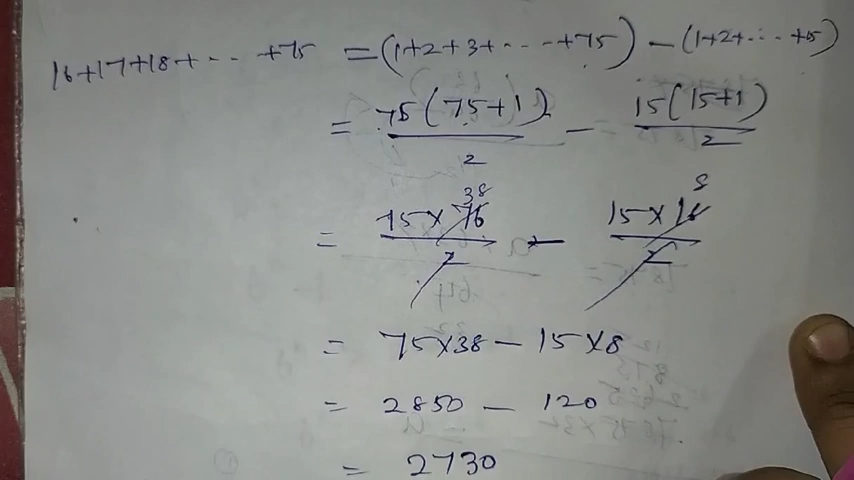 16+17+18+ ... +75 = (1+2+3+ ... +75) - (1+2+ ... +15)
= 75(75+1)/2 - 15(15+1)/2
= 75×76/2 38 - 15×16/2 8
= 75×38 - 15×8
= 2850 - 120
= 2730